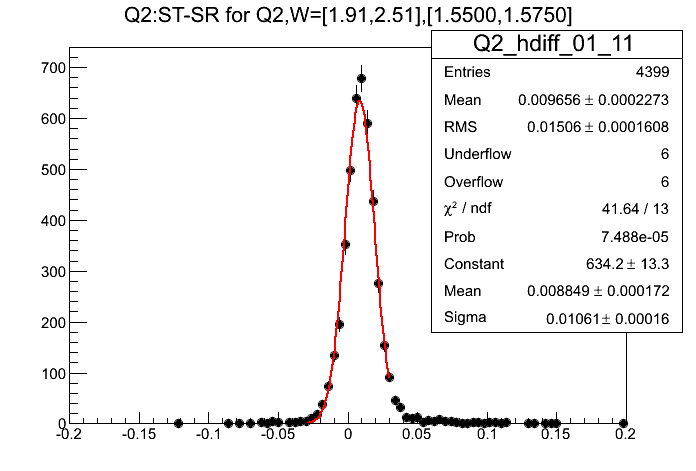 Q2:ST-SR for Q2,W=[1.91,2.51],[1.5500,1.5750]
Q2_hdiff_01_11
Entries 4399
Mean 0.009656 ± 0.0002273
RMS 0.01506 ± 0.0001608
Underflow 6
Overflow 6
χ² / ndf 41.64 / 13
Prob 7.488e-05
Constant 634.2 ± 13.3
Mean 0.008849 ± 0.000172
Sigma 0.01061 ± 0.00016
700
600
500
400
300
200
100
0
-0.2 -0.15 -0.1 -0.05 0 0.05 0.1 0.15 0.2